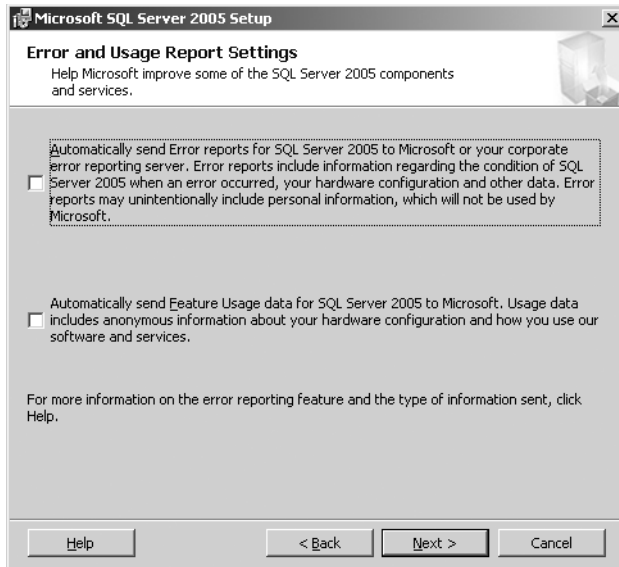 Microsoft SQL Server 2005 Setup
Error and Usage Report Settings
Help Microsoft improve some of the SQL Server 2005 components
and services.
Automatically send Error reports for SQL Server 2005 to Microsoft or your corporate
error reporting server. Error reports include information regarding the condition of SQL
Server 2005 when an error occurred, your hardware configuration and other data. Error
reports may unintentionally include personal information, which will not be used by
Microsoft.
Automatically send Feature Usage data for SQL Server 2005 to Microsoft. Usage data
includes anonymous information about your hardware configuration and how you use our
software and services.
For more information on the error reporting feature and the type of information sent, click
Help.
Help
< Back
Next >
Cancel